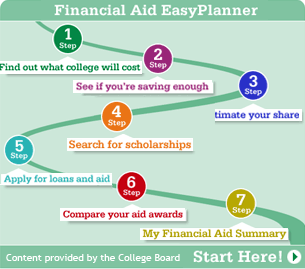 Financial Aid EasyPlanner
1
Step
Find out what college will cost
2
Step
See if you're saving enough
3
Step
timate your share
4
Step
Search for scholarships
5
Step
Apply for loans and aid
6
Step
Compare your aid awards
7
Step
My Financial Aid Summary
Content provided by the College Board
Start Here!